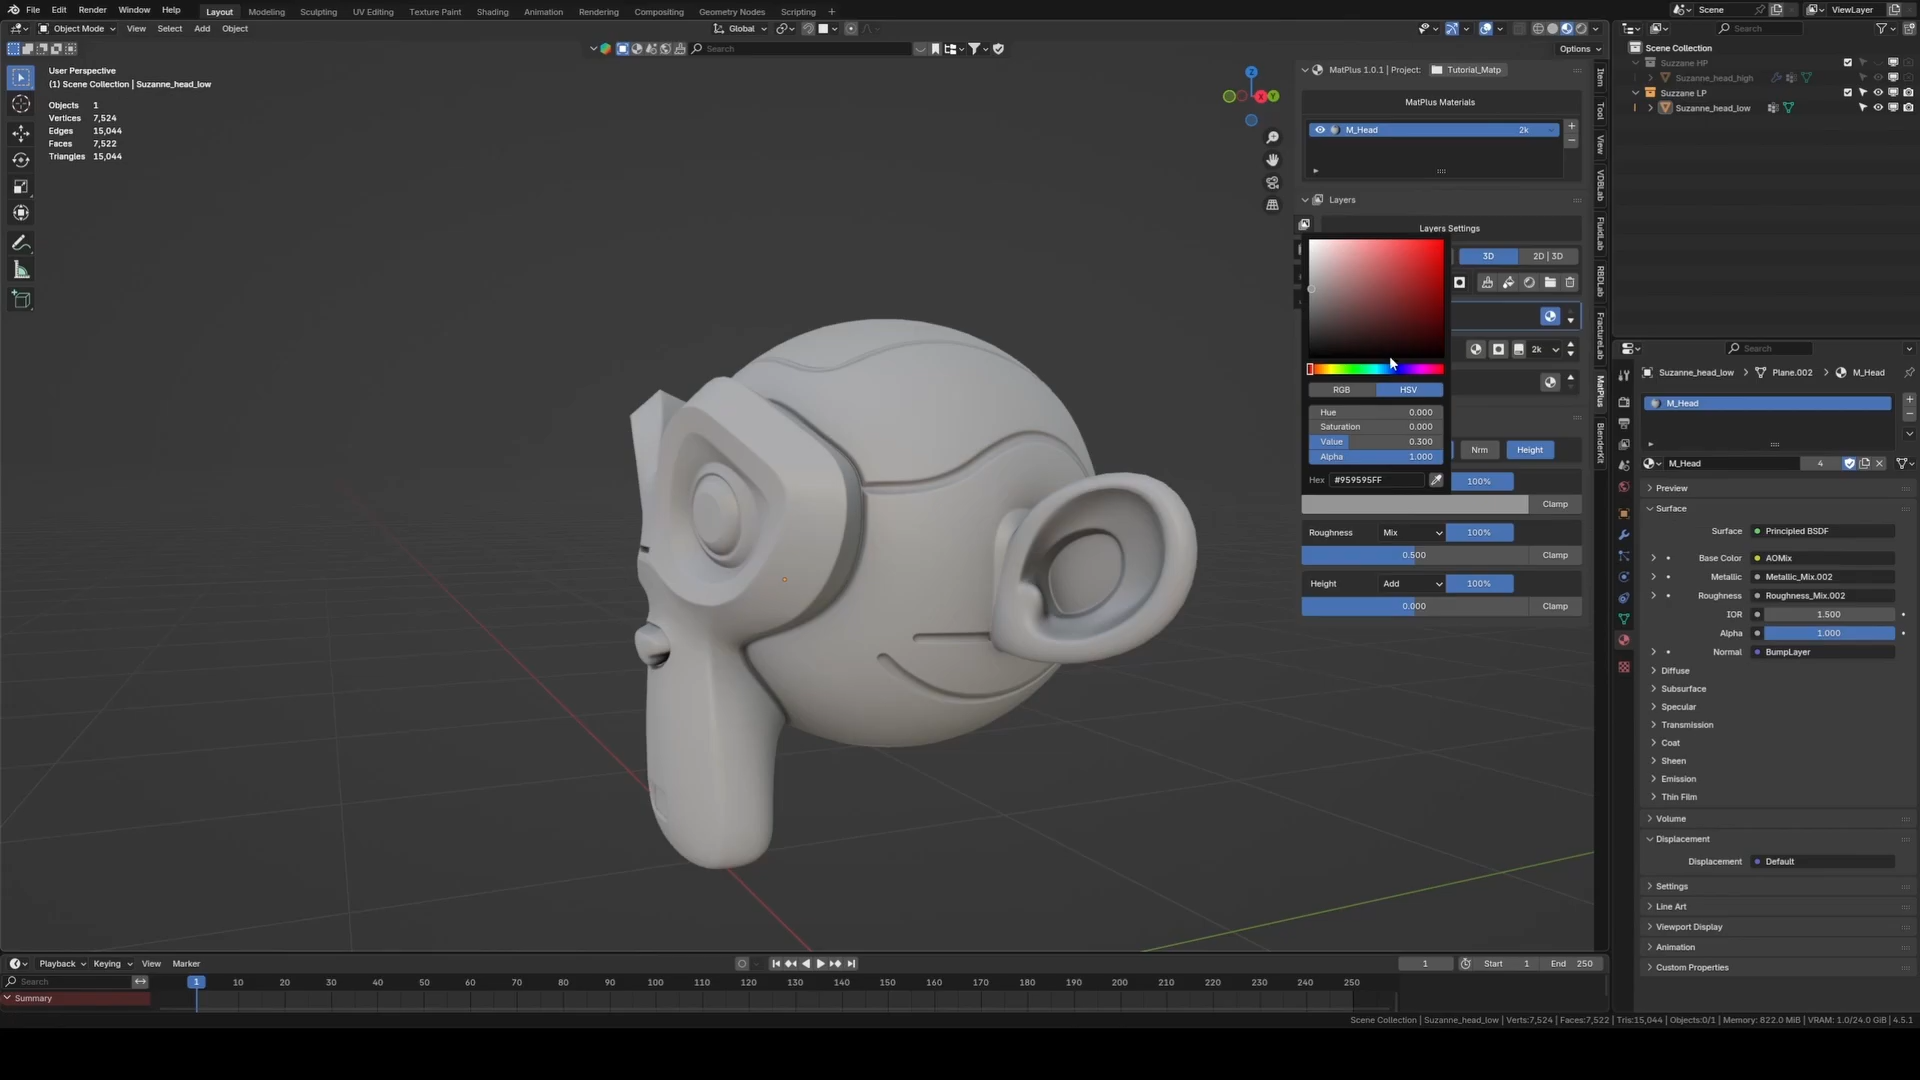 File Edit Render Window Help Layout Modeling Sculpting UV Editing Texture Paint Shading Animation Rendering Compositing Geometry Nodes Scripting + Scene ViewLayer
Object Mode View Select Add Object Global Search
Search Options
User Perspective
(1) Scene Collection | Suzanne_head_low
Objects 1
Vertices 7,524
Edges 15,044
Faces 7,522
Triangles 15,044
Z
X
Y
MatPlus 1.0.1 | Project: Tutorial_Matp
MatPlus Materials
M_Head 2k
Layers
Layers Settings
3D 2D | 3D
2k
RGB HSV
Hue 0.000
Saturation 0.000
Value 0.300
Alpha 1.000
Hex #959595FF
Nrm Height
100%
Clamp
Roughness Mix 100%
0.500 Clamp
Height Add 100%
0.000 Clamp
Item
Tool
View
VDBLab
FluidLab
RBDLab
FractureLab
MatPlus
BlenderKit
Scene Collection
Suzzane HP
Suzanne_head_high
Suzzane LP
Suzanne_head_low
Search
Suzanne_head_low Plane.002 M_Head
M_Head
M_Head 4
Preview
Surface
Surface Principled BSDF
Base Color AOMix
Metallic Metallic_Mix.002
Roughness Roughness_Mix.002
IOR 1.500
Alpha 1.000
Normal BumpLayer
Diffuse
Subsurface
Specular
Transmission
Coat
Sheen
Emission
Thin Film
Volume
Displacement
Displacement Default
Settings
Line Art
Viewport Display
Animation
Custom Properties
Playback Keying View Marker 1 Start 1 End 250
Search 1 10 20 30 40 50 60 70 80 90 100 110 120 130 140 150 160 170 180 190 200 210 220 230 240 250
Summary
Scene Collection | Suzanne_head_low | Verts:7,524 | Faces:7,522 | Tris:15,044 | Objects:0/1 | Memory: 822.0 MiB | VRAM: 1.0/24.0 GiB | 4.5.1